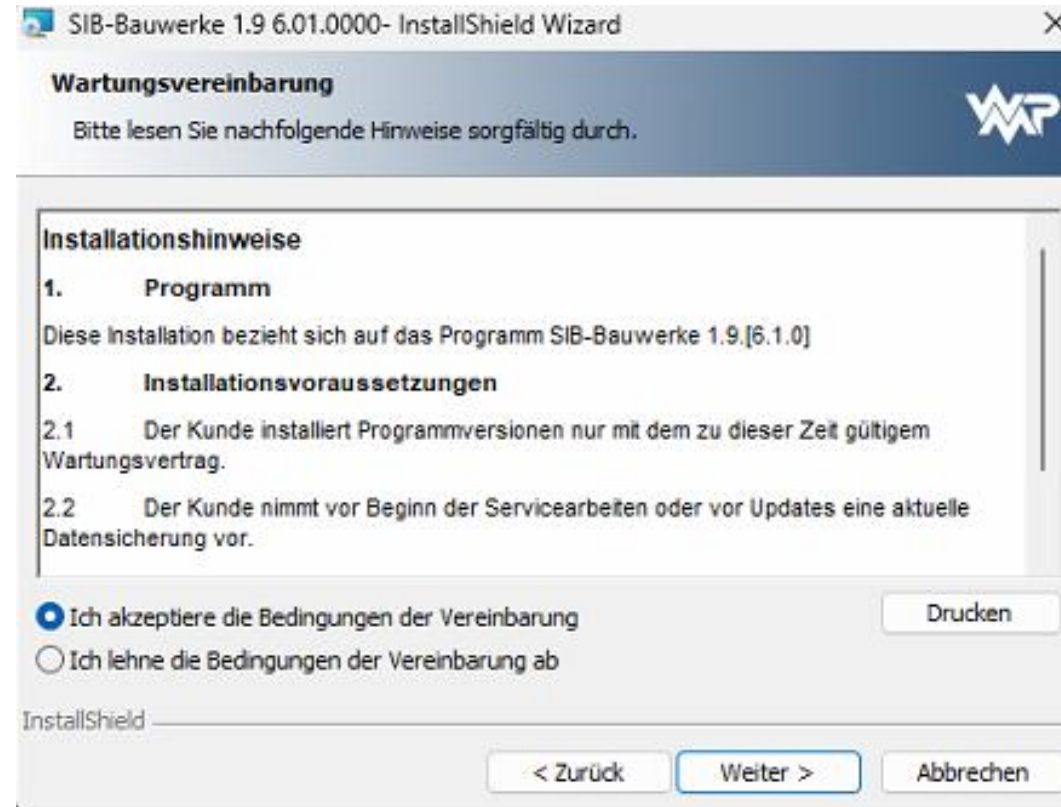 SIB-Bauwerke 1.9 6.01.0000- InstallShield Wizard
Wartungsvereinbarung
Bitte lesen Sie nachfolgende Hinweise sorgfältig durch.
WMP
Installationshinweise
1. Programm
Diese Installation bezieht sich auf das Programm SIB-Bauwerke 1.9.[6.1.0]
2. Installationsvoraussetzungen
2.1 Der Kunde installiert Programmversionen nur mit dem zu dieser Zeit gültigem
Wartungsvertrag.
2.2 Der Kunde nimmt vor Beginn der Servicearbeiten oder vor Updates eine aktuelle
Datensicherung vor.
Ich akzeptiere die Bedingungen der Vereinbarung
Drucken
Ich lehne die Bedingungen der Vereinbarung ab
InstallShield
< Zurück
Weiter >
Abbrechen